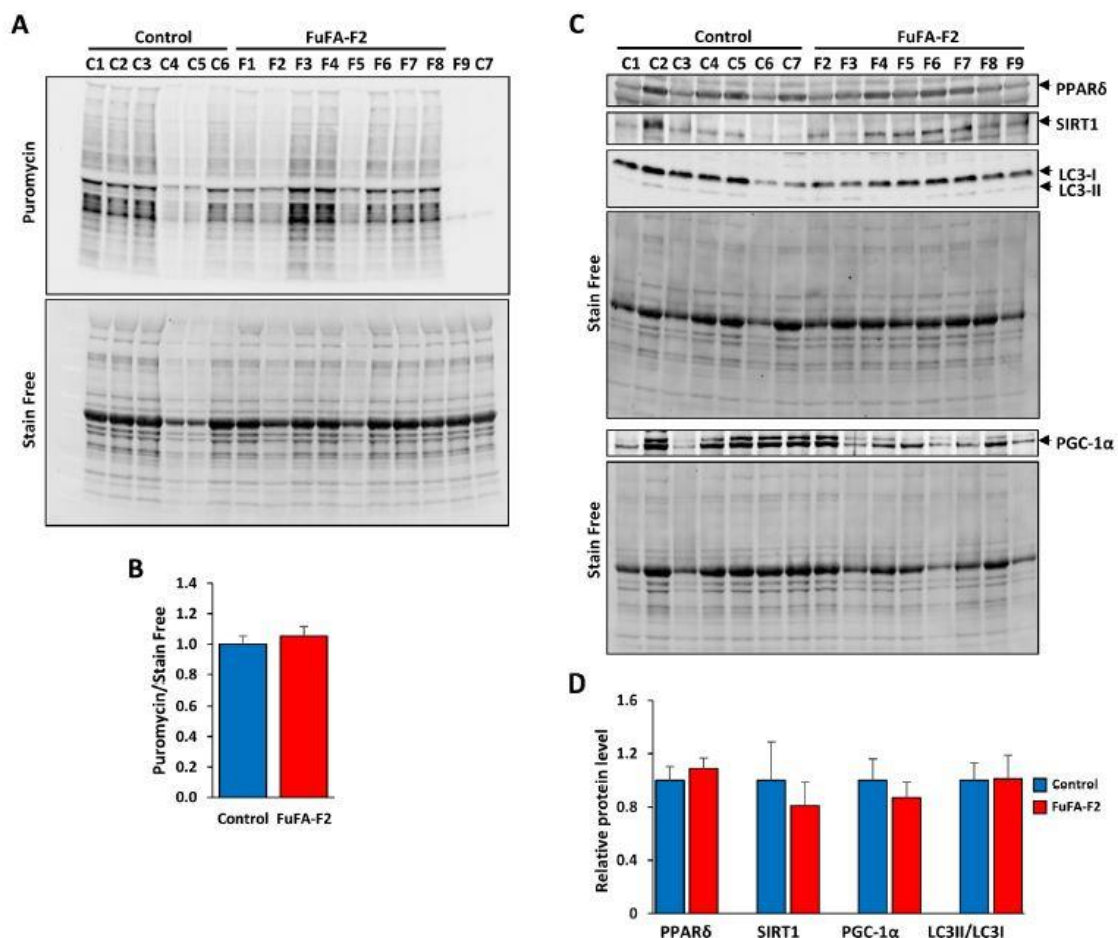 A
Control FuFA-F2
C1 C2 C3 C4 C5 C6 F1 F2 F3 F4 F5 F6 F7 F8 F9 C7
Puromycin
Stain Free
B
Puromycin/Stain Free
1.4
1.2
1.0
0.8
0.6
0.4
0.2
0.0
Control FuFA-F2
C
Control FuFA-F2
C1 C2 C3 C4 C5 C6 C7 F2 F3 F4 F5 F6 F7 F8 F9
PPARδ
SIRT1
LC3-I
LC3-II
Stain Free
PGC-1α
Stain Free
D
Relative protein level
1.6
1.2
0.8
0.4
0
PPARδ SIRT1 PGC-1α LC3II/LC3I
Control
FuFA-F2